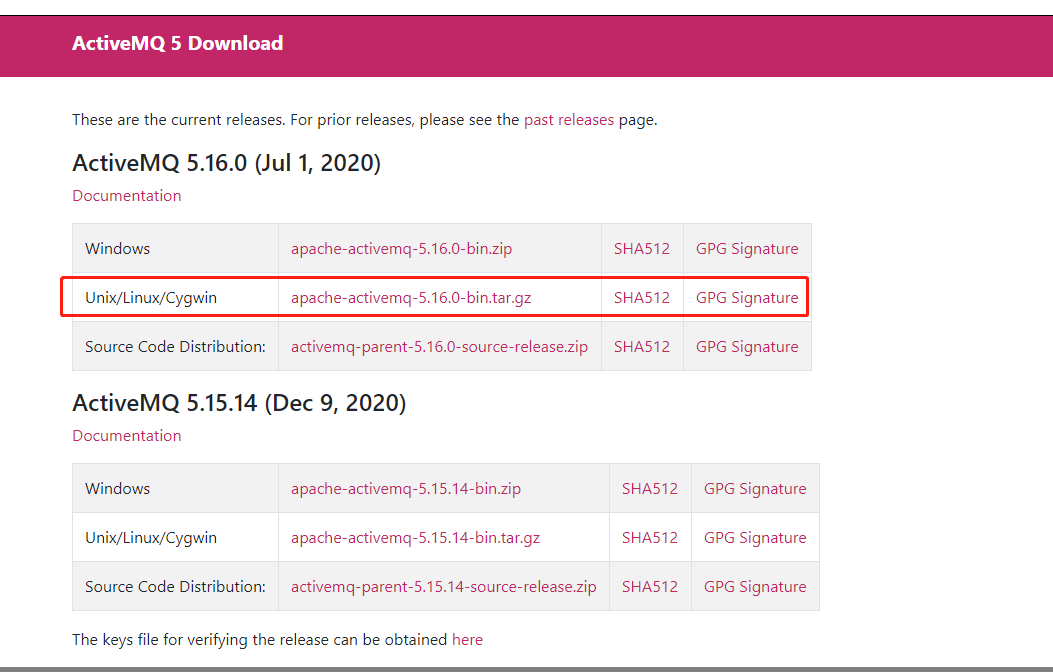 ActiveMQ 5 Download
These are the current releases. For prior releases, please see the past releases page.
ActiveMQ 5.16.0 (Jul 1, 2020)
Documentation
Windows apache-activemq-5.16.0-bin.zip SHA512 GPG Signature
Unix/Linux/Cygwin apache-activemq-5.16.0-bin.tar.gz SHA512 GPG Signature
Source Code Distribution: activemq-parent-5.16.0-source-release.zip SHA512 GPG Signature
ActiveMQ 5.15.14 (Dec 9, 2020)
Documentation
Windows apache-activemq-5.15.14-bin.zip SHA512 GPG Signature
Unix/Linux/Cygwin apache-activemq-5.15.14-bin.tar.gz SHA512 GPG Signature
Source Code Distribution: activemq-parent-5.15.14-source-release.zip SHA512 GPG Signature
The keys file for verifying the release can be obtained here